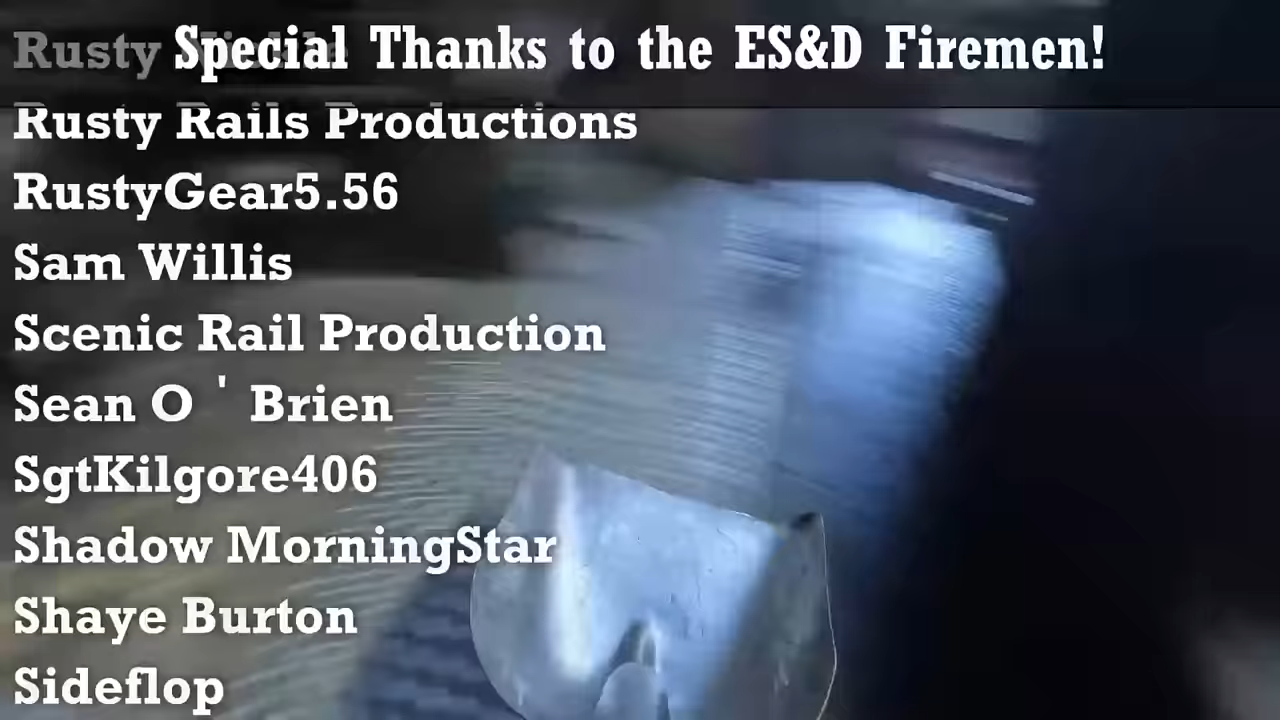 Special Thanks to the ES&D Firemen!
Rusty
Rusty Rails Productions
RustyGear5.56
Sam Willis
Scenic Rail Production
Sean O ' Brien
SgtKilgore406
Shadow MorningStar
Shaye Burton
Sideflop